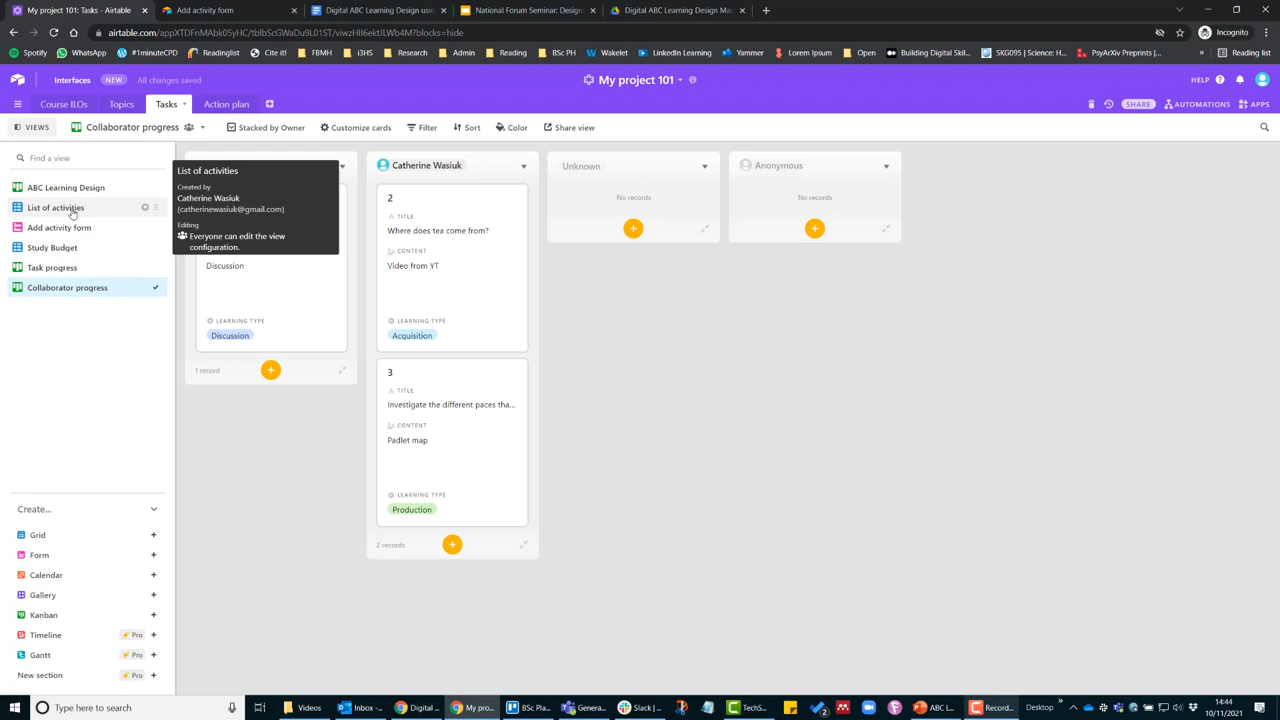 My project 101: Tasks - Airtable
Add activity form
Digital ABC Learning Design usin
National Forum Seminar: Design
Digital ABC Learning Design Ma
airtable.com/appXTDFnMAbk05yHC/tblbScGWaDu9L01ST/viwzHII6ektJLWb4M?blocks=hide
Incognito
Spotify
WhatsApp
#1minuteCPD
Readinglist
Cite it!
FBMH
i3HS
Research
Admin
Reading
BSc PH
Wakelet
LinkedIn Learning
Yammer
Lorem Ipsum
Open
Building Digital Skil...
SKG095 | Science: H...
PsyArXiv Preprints |...
Reading list
Interfaces
NEW
All changes saved
My project 101
HELP
Course ILOs
Topics
Tasks
Action plan
SHARE
AUTOMATIONS
APPS
VIEWS
Collaborator progress
Stacked by Owner
Customize cards
Filter
Sort
Color
Share view
Find a view
ABC Learning Design
List of activities
Add activity form
Study Budget
Task progress
Collaborator progress
List of activities
Created by
Catherine Wasiuk
(catherinewasiuk@gmail.com)
Editing
Everyone can edit the view
configuration.
Discussion
LEARNING TYPE
Discussion
1 record
Catherine Wasiuk
2
TITLE
Where does tea come from?
CONTENT
Video from YT
LEARNING TYPE
Acquisition
3
TITLE
Investigate the different paces tha...
CONTENT
Padlet map
LEARNING TYPE
Production
2 records
Unknown
No records
Anonymous
No records
Create...
Grid
Form
Calendar
Gallery
Kanban
Timeline
Pro
Gantt
Pro
New section
Pro
Type here to search
Videos
Inbox -...
Digital ...
My pro...
BSc Pla...
Genera...
Slack | ...
TechS...
ABC L...
Record...
Desktop
14:44
10/11/2021